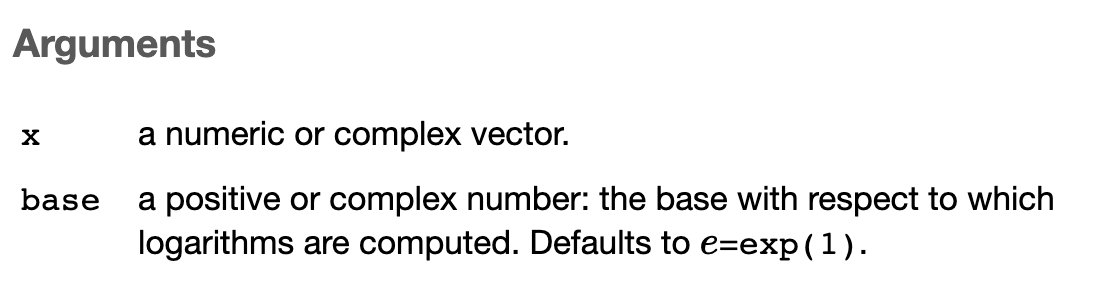 Arguments
x a numeric or complex vector.
base a positive or complex number: the base with respect to which
logarithms are computed. Defaults to e=exp(1).